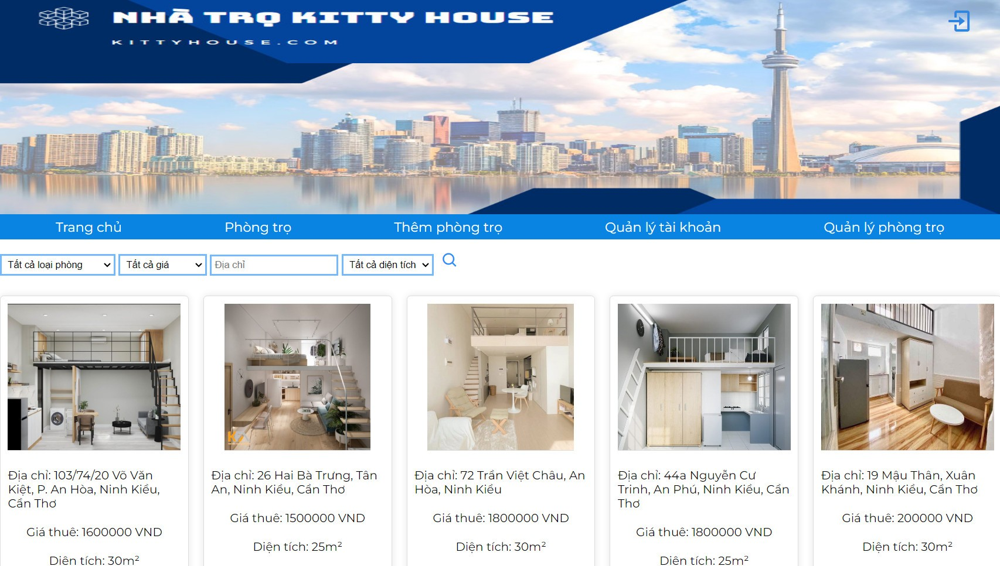 NHÀ TRỌ KITTY HOUSE
KITTYHOUSE.COM
Trang chủ
Phòng trọ
Thêm phòng trọ
Quản lý tài khoản
Quản lý phòng trọ
Tất cả loại phòng
Tất cả giá
Địa chỉ
Tất cả diện tích
Địa chỉ: 103/74/20 Võ Văn
Kiệt, P. An Hòa, Ninh Kiều,
Cần Thơ
Giá thuê: 1600000 VND
Diện tích: 30m²
Địa chỉ: 26 Hai Bà Trưng, Tân
An, Ninh Kiều, Cần Thơ
Giá thuê: 1500000 VND
Diện tích: 25m²
Địa chỉ: 72 Trần Việt Châu, An
Hòa, Ninh Kiều
Giá thuê: 1800000 VND
Diện tích: 30m²
Địa chỉ: 44a Nguyễn Cư
Trinh, An Phú, Ninh Kiều, Cần
Thơ
Giá thuê: 1800000 VND
Diện tích: 25m²
Địa chỉ: 19 Mậu Thân, Xuân
Khánh, Ninh Kiều, Cần Thơ
Giá thuê: 200000 VND
Diện tích: 30m²